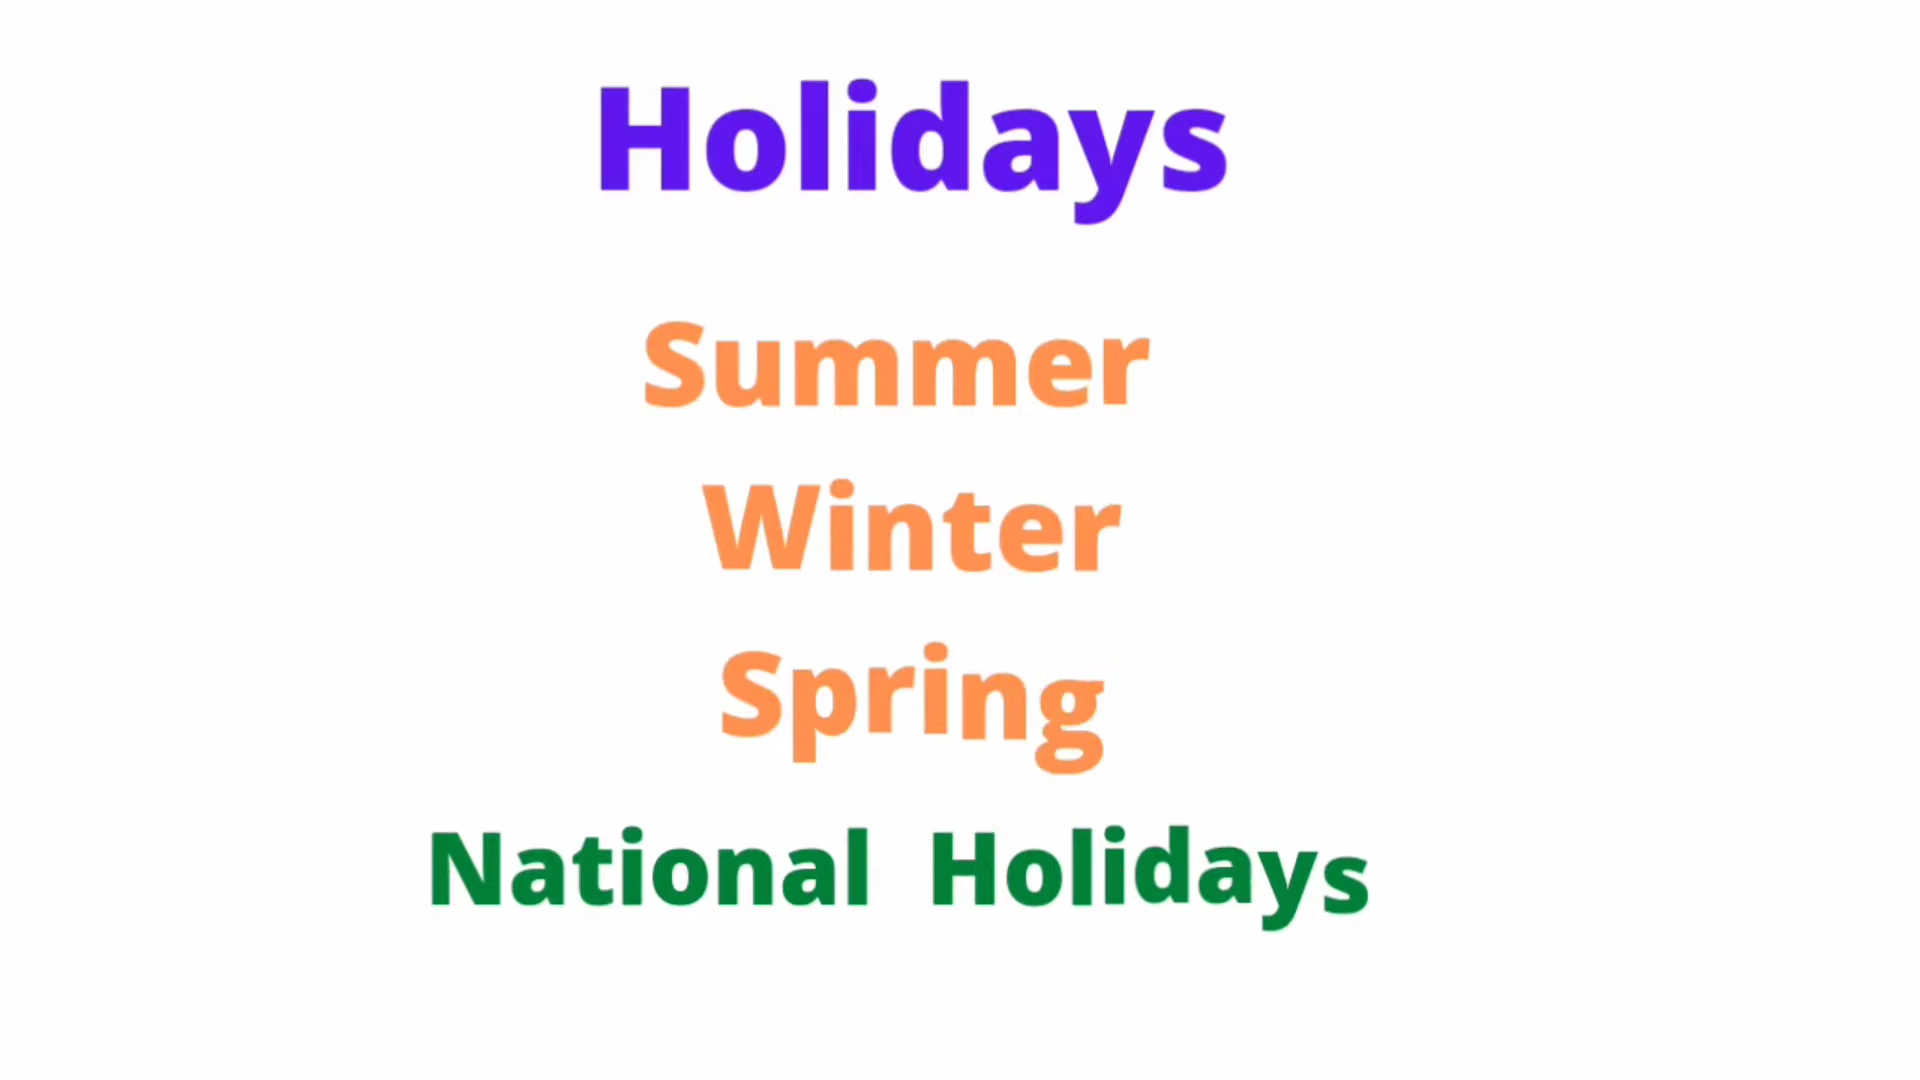 Holidays
Summer
Winter
Spring
National Holidays